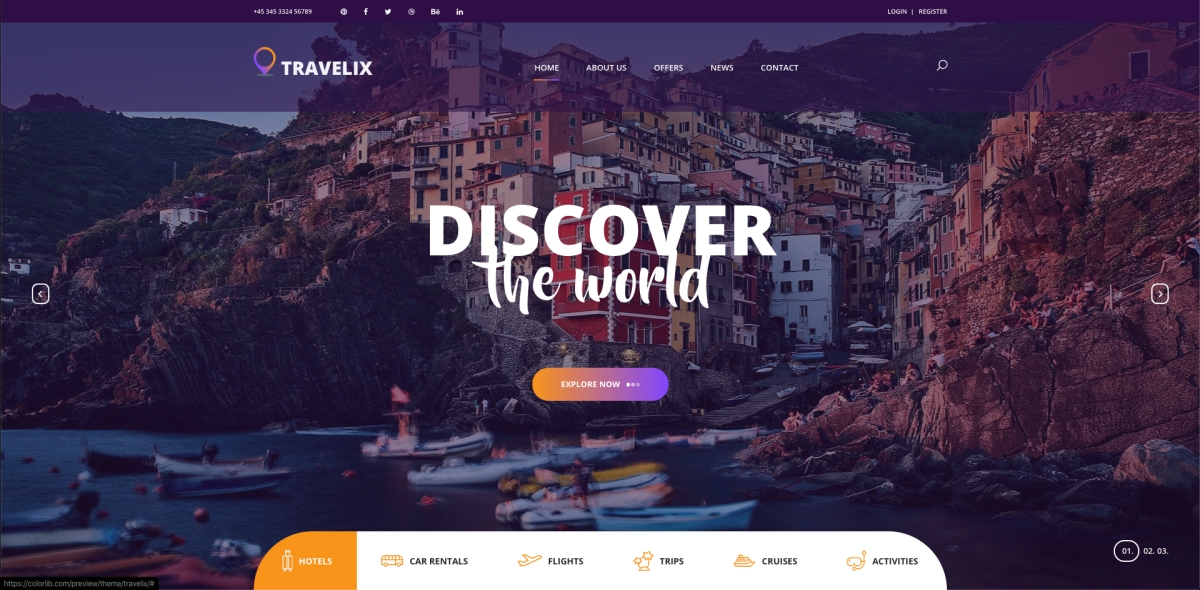 +45 345 3324 56789
LOGIN | REGISTER
TRAVELIX
HOME ABOUT US OFFERS NEWS CONTACT
DISCOVER
the world
EXPLORE NOW
01. 02. 03.
HOTELS CAR RENTALS FLIGHTS TRIPS CRUISES ACTIVITIES
https://colorlib.com/preview/theme/travelix/#